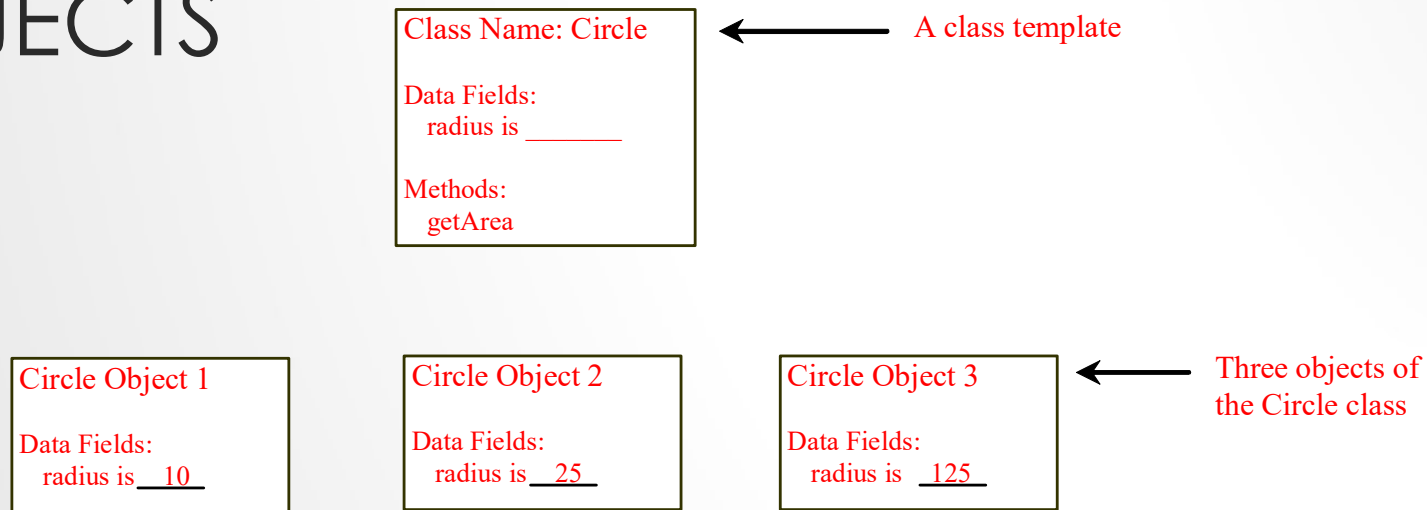 JECTS
Class Name: Circle
A class template
Data Fields:
radius is _______
Methods:
getArea
Circle Object 1
Data Fields:
radius is 10
Circle Object 2
Data Fields:
radius is 25
Circle Object 3
Data Fields:
radius is 125
Three objects of
the Circle class